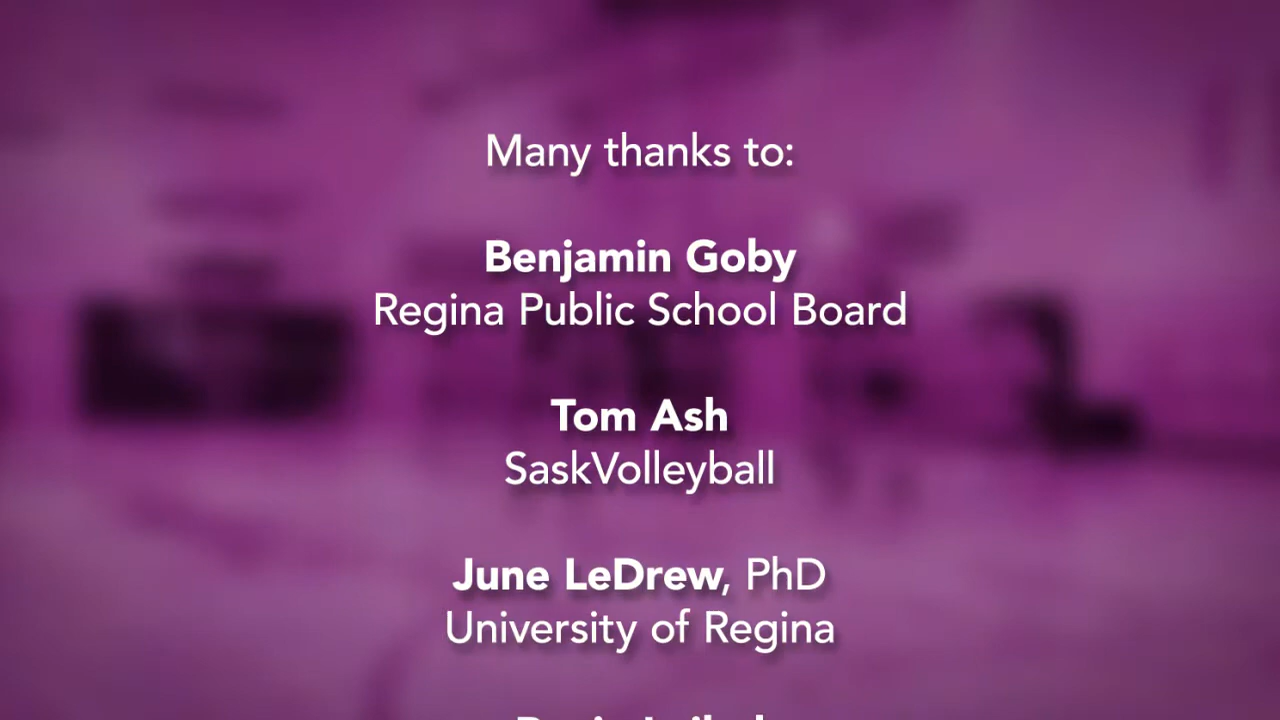 Many thanks to:
Benjamin Goby
Regina Public School Board
Tom Ash
SaskVolleyball
June LeDrew, PhD
University of Regina